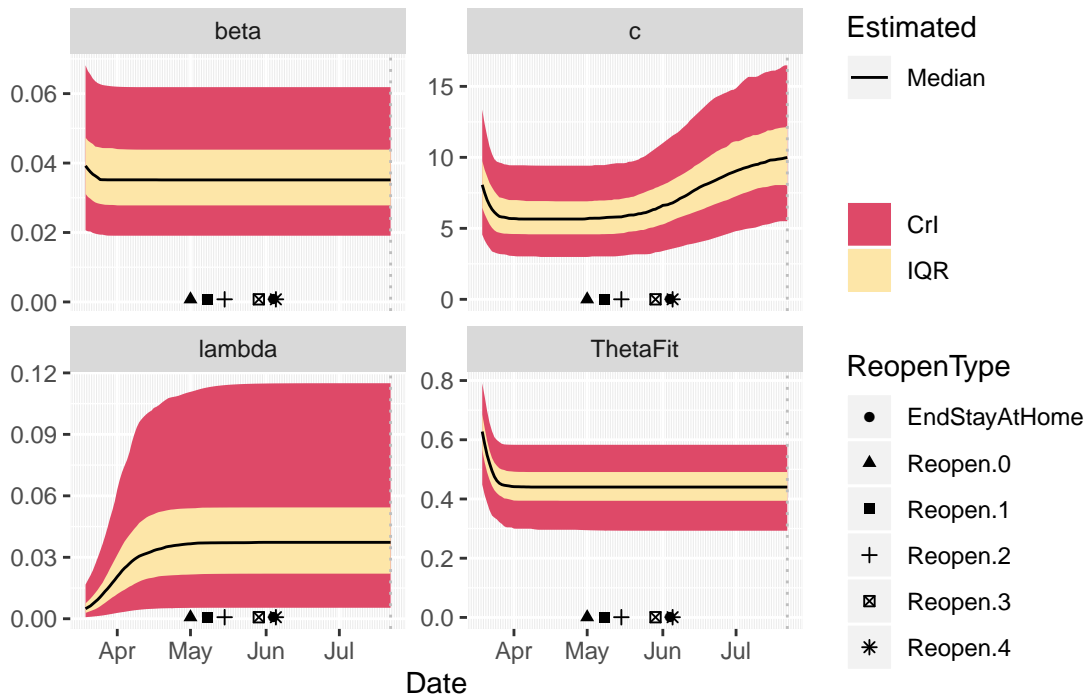 beta
c
Estimated
Median
0.06
0.04
0.02
0.00
15
10
5
0
CrI
IQR
lambda
ThetaFit
0.12
0.09
0.06
0.03
0.00
0.8
0.6
0.4
0.2
0.0
ReopenType
EndStayAtHome
Reopen.0
Reopen.1
Reopen.2
Reopen.3
Reopen.4
Apr May Jun Jul
Apr May Jun Jul
Date